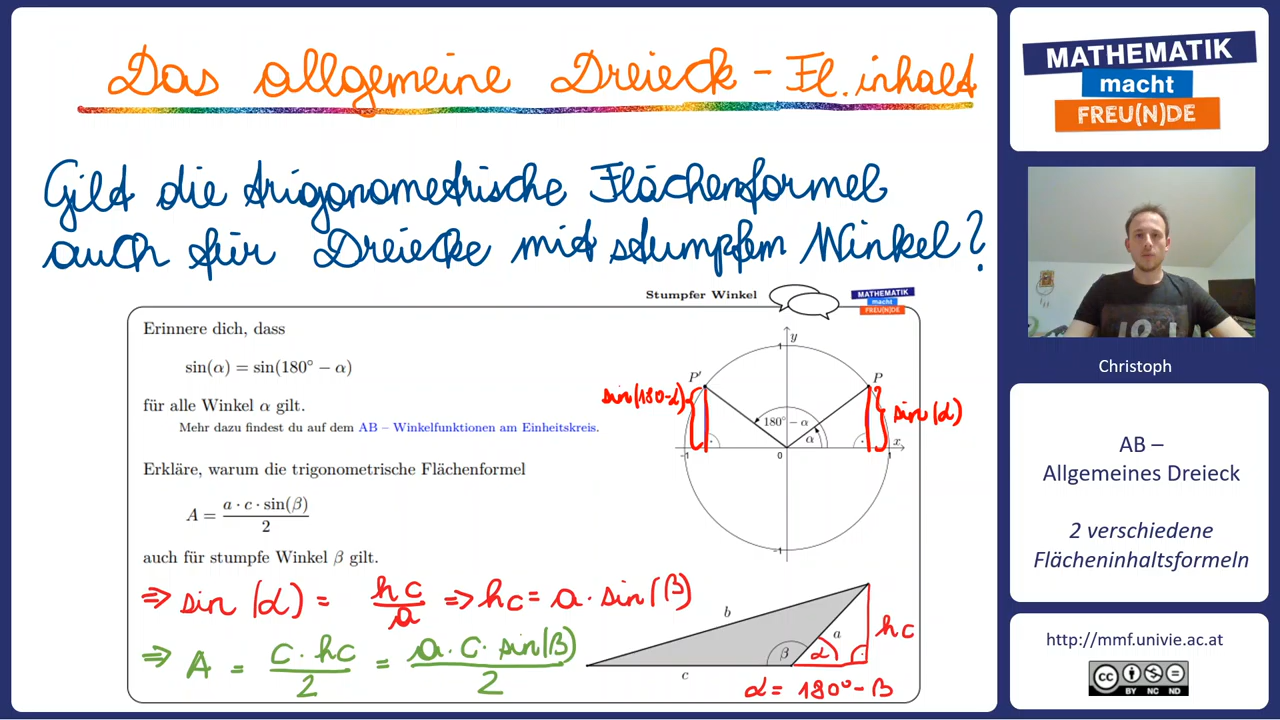 Das allgemeine Dreieck - Fl. inhalt
Gilt die trigonometrische Flächenformel
auch für Dreiecke mit stumpfem Winkel?
Stumpfer Winkel
MATHEMATIK
macht
FREU(N)DE
Erinnere dich, dass
sin(α) = sin(180° − α)
für alle Winkel α gilt.
Mehr dazu findest du auf dem AB – Winkelfunktionen am Einheitskreis.
Erkläre, warum die trigonometrische Flächenformel
A = a · c · sin(β) / 2
auch für stumpfe Winkel β gilt.
⇒ sin(α) = hc / a ⇒ hc = a · sin(β)
⇒ A = c · hc / 2 = a · c · sin(β) / 2
y
1
P'
P
sin(180-α)
sin(α)
180° − α
α
x
-1
0
1
-1
b
a
hc
β
α
c
α = 180° - β
MATHEMATIK
macht
FREU(N)DE
Christoph
AB –
Allgemeines Dreieck
2 verschiedene
Flächeninhaltsformeln
http://mmf.univie.ac.at
cc
BY NC ND